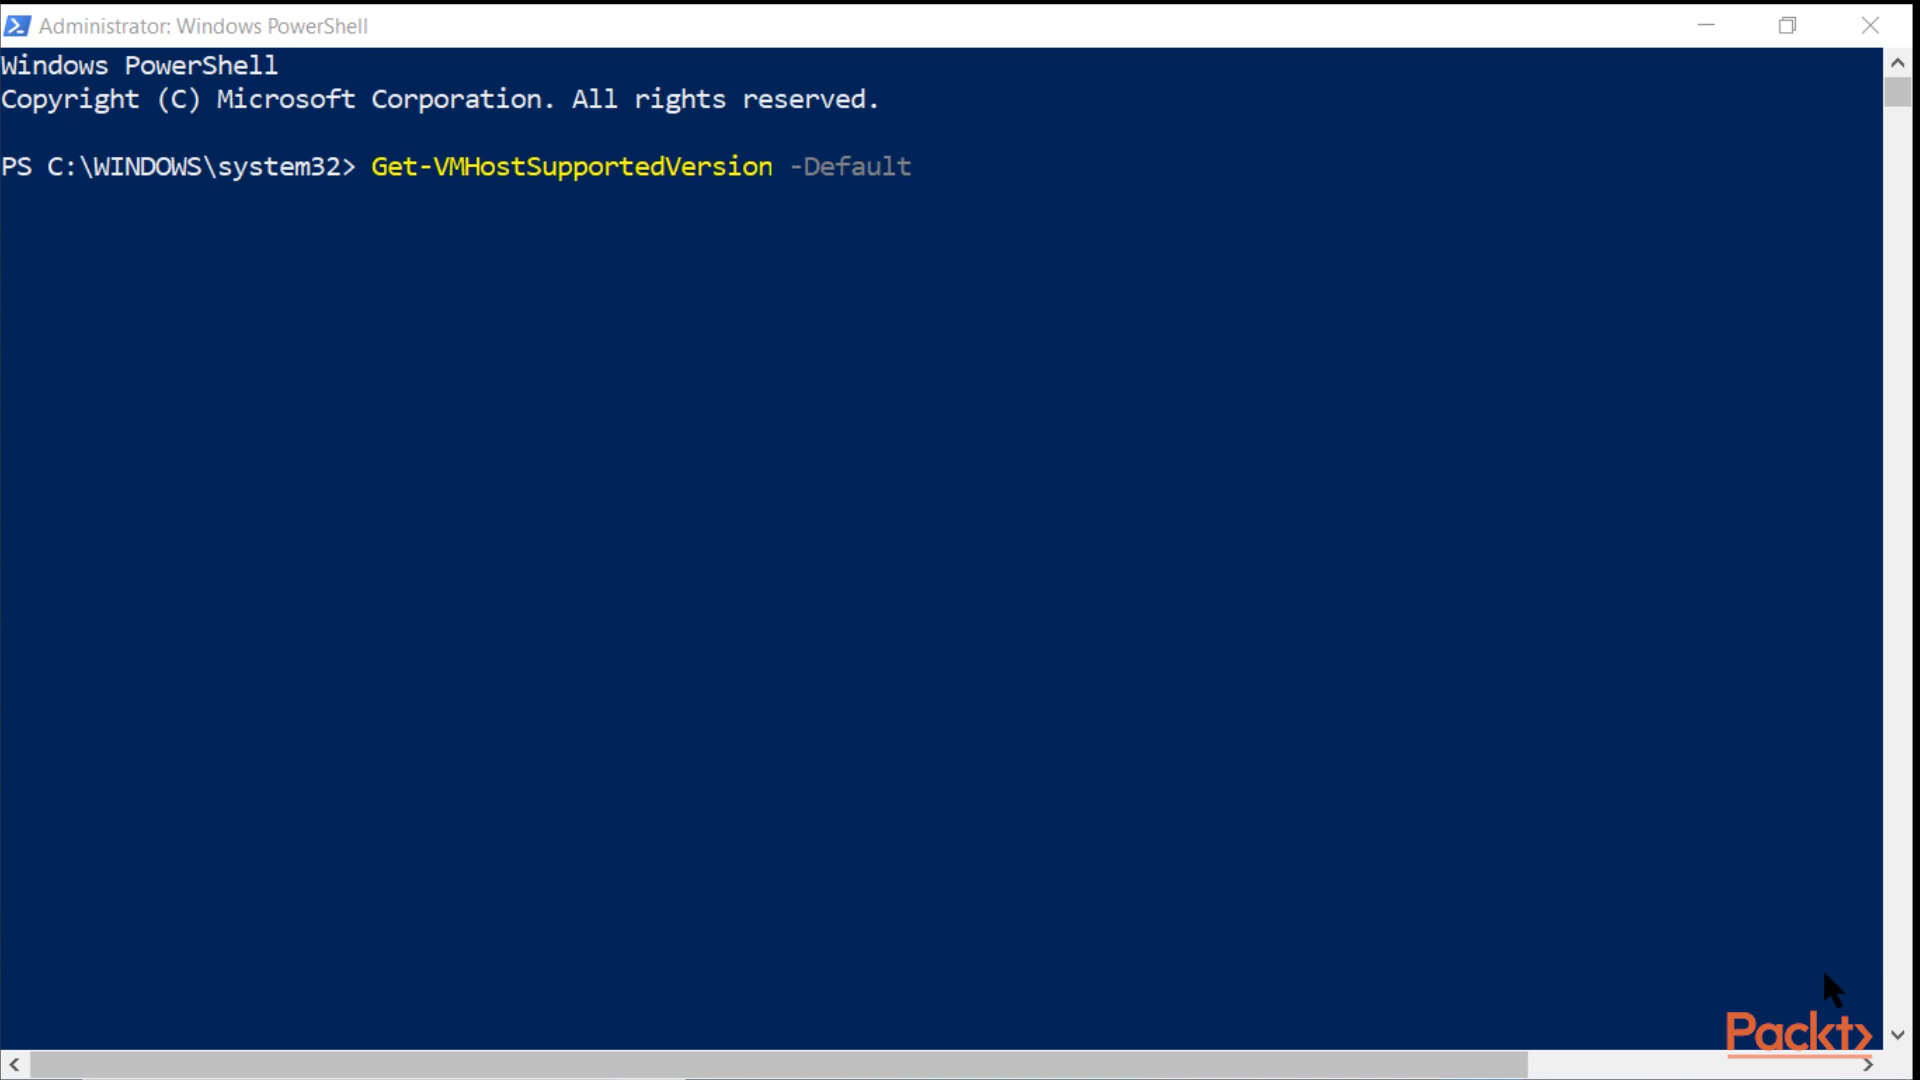 Administrator: Windows PowerShell
Windows PowerShell
Copyright (C) Microsoft Corporation. All rights reserved.
PS C:\WINDOWS\system32> Get-VMHostSupportedVersion -Default
Packt>